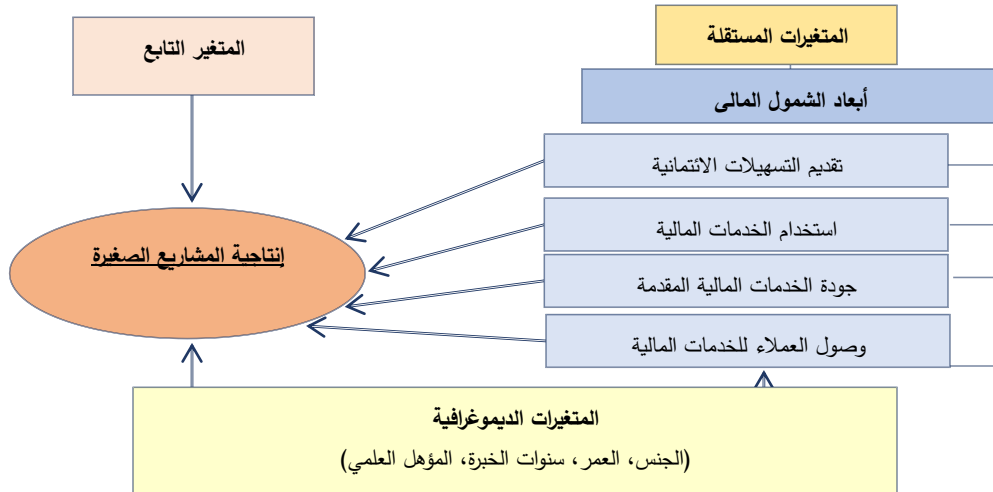 المتغيرات المستقلة
المتغير التابع
أبعاد الشمول المالى
تقديم التسهيلات الائتمانية
استخدام الخدمات المالية
إنتاجية المشاريع الصغيرة
جودة الخدمات المالية المقدمة
وصول العملاء للخدمات المالية
المتغيرات الديموغرافية
(الجنس، العمر، سنوات الخبرة، المؤهل العلمي)